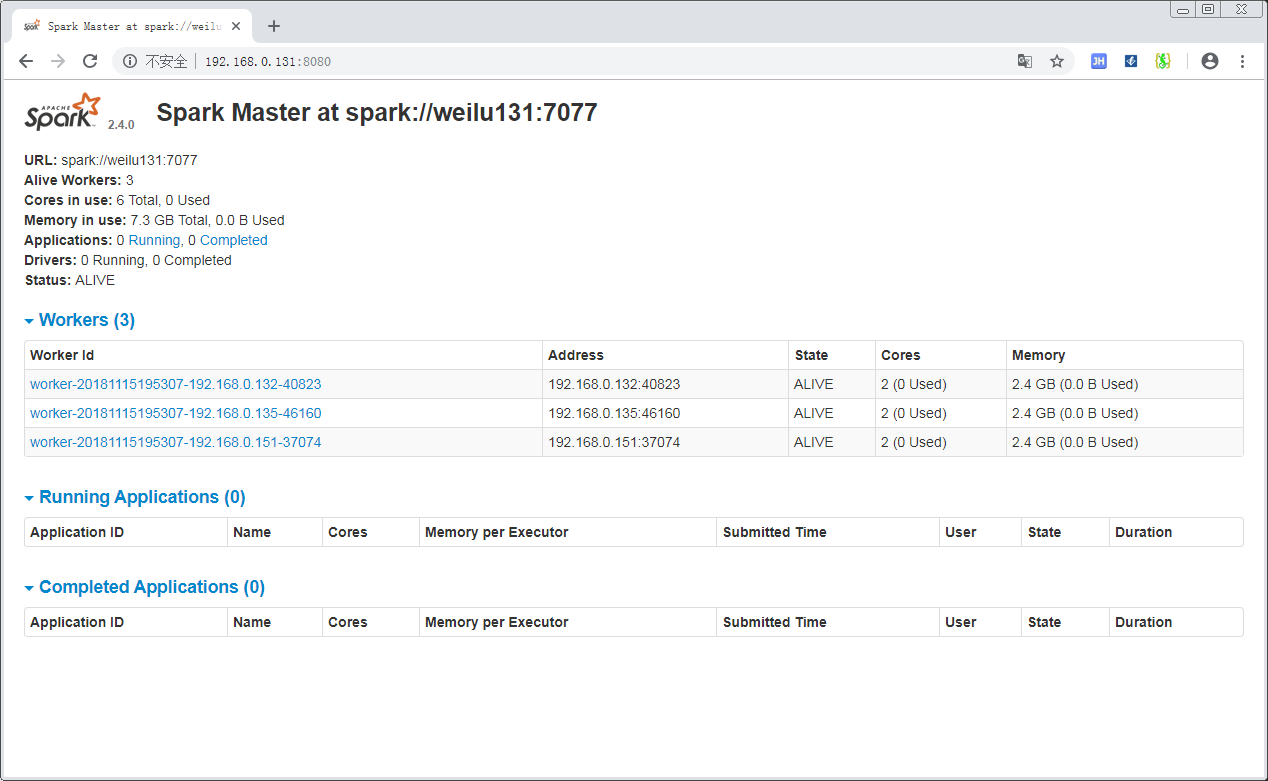 Spark Master at spark://weilu
不安全 192.168.0.131:8080
JH
APACHE Spark 2.4.0 Spark Master at spark://weilu131:7077
URL: spark://weilu131:7077
Alive Workers: 3
Cores in use: 6 Total, 0 Used
Memory in use: 7.3 GB Total, 0.0 B Used
Applications: 0 Running, 0 Completed
Drivers: 0 Running, 0 Completed
Status: ALIVE
Workers (3)
Worker Id Address State Cores Memory
worker-20181115195307-192.168.0.132-40823 192.168.0.132:40823 ALIVE 2 (0 Used) 2.4 GB (0.0 B Used)
worker-20181115195307-192.168.0.135-46160 192.168.0.135:46160 ALIVE 2 (0 Used) 2.4 GB (0.0 B Used)
worker-20181115195307-192.168.0.151-37074 192.168.0.151:37074 ALIVE 2 (0 Used) 2.4 GB (0.0 B Used)
Running Applications (0)
Application ID Name Cores Memory per Executor Submitted Time User State Duration
Completed Applications (0)
Application ID Name Cores Memory per Executor Submitted Time User State Duration